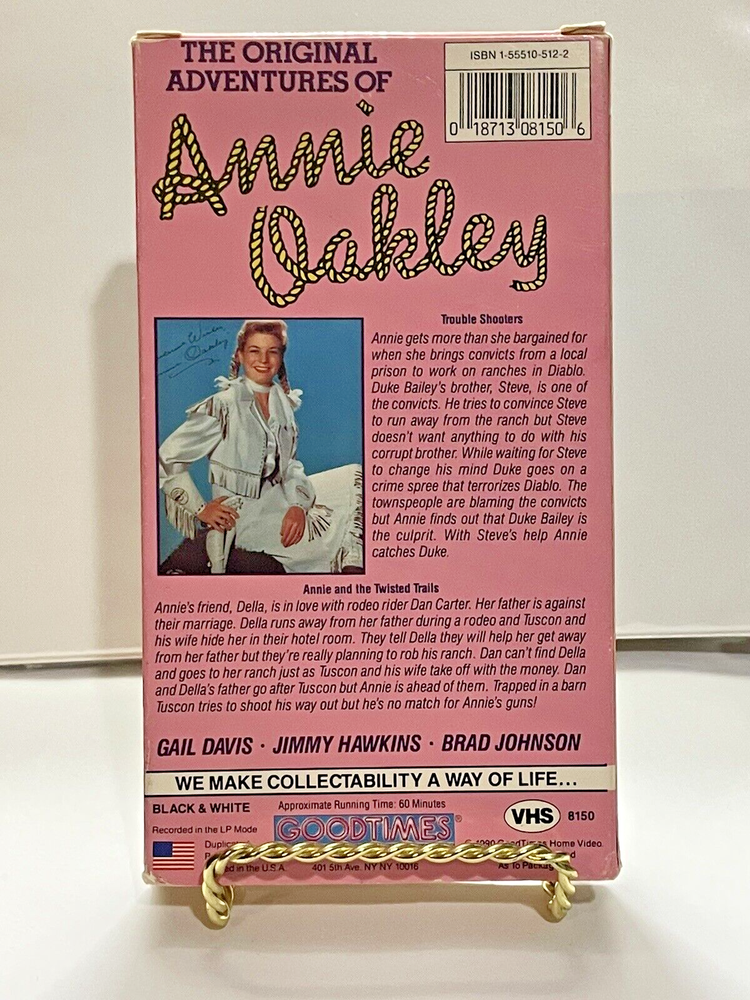 THE ORIGINAL
ADVENTURES OF
Annie
Oakley
ISBN 1-55510-512-2
0 18713 08150 6
Trouble Shooters
Annie gets more than she bargained for
when she brings convicts from a local
prison to work on ranches in Diablo.
Duke Bailey's brother, Steve, is one of
the convicts. He tries to convince Steve
to run away from the ranch but Steve
doesn't want anything to do with his
corrupt brother. While waiting for Steve
to change his mind Duke goes on a
crime spree that terrorizes Diablo. The
townspeople are blaming the convicts
but Annie finds out that Duke Bailey is
the culprit. With Steve's help Annie
catches Duke.
Annie and the Twisted Trails
Annie's friend, Della, is in love with rodeo rider Dan Carter. Her father is against
their marriage. Della runs away from her father during a rodeo and Tuscon and
his wife hide her in their hotel room. They tell Della they will help her get away
from her father but they're really planning to rob his ranch. Dan can't find Della
and goes to her ranch just as Tuscon and his wife take off with the money. Dan
and Della's father go after Tuscon but Annie is ahead of them. Trapped in a barn
Tuscon tries to shoot his way out but he's no match for Annie's guns!
GAIL DAVIS · JIMMY HAWKINS · BRAD JOHNSON
WE MAKE COLLECTABILITY A WAY OF LIFE...
BLACK & WHITE
Approximate Running Time: 60 Minutes
VHS 8150
Recorded in the LP Mode
GOODTIMES®
Home Video
in the U.S.A.
401 5th Ave. NY NY 10016
As To